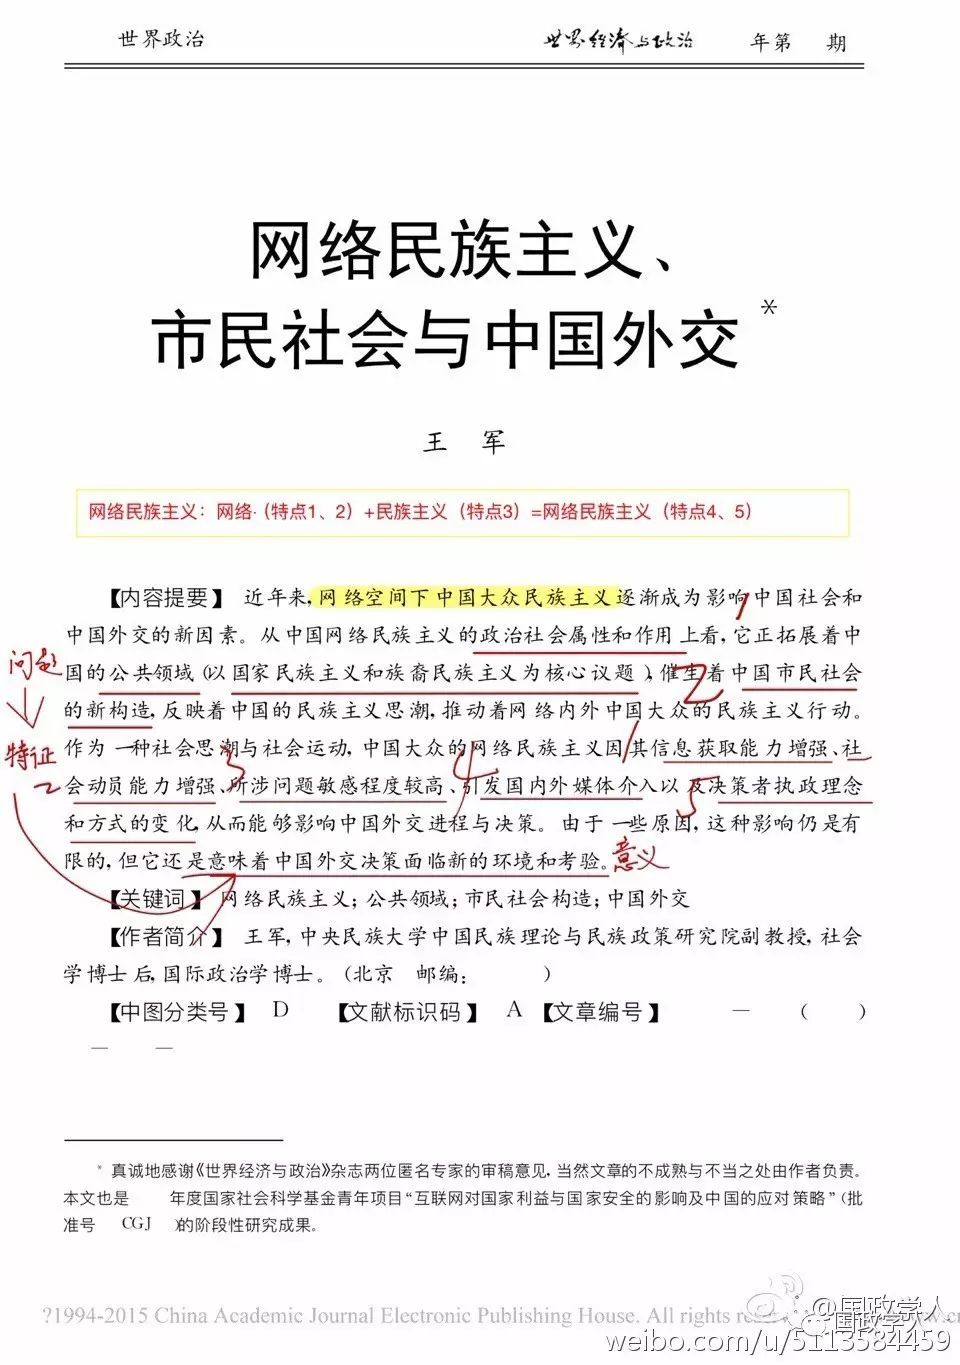 世界政治 世界经济与政治 年第 期
网络民族主义、
市民社会与中国外交*
王 军
网络民族主义：网络·（特点1、2）+民族主义（特点3）=网络民族主义（特点4、5）
【内容提要】 近年来,网络空间下中国大众民族主义逐渐成为影响中国社会和
中国外交的新因素。从中国网络民族主义的政治社会属性和作用上看,它正拓展着中
国的公共领域(以国家民族主义和族裔民族主义为核心议题),催生着中国市民社会
的新构造,反映着中国的民族主义思潮,推动着网络内外中国大众的民族主义行动。
作为一种社会思潮与社会运动,中国大众的网络民族主义因其信息获取能力增强、社
会动员能力增强、所涉问题敏感程度较高、引发国内外媒体介入以及决策者执政理念
和方式的变化,从而能够影响中国外交进程与决策。由于一些原因,这种影响仍是有
限的,但它还是意味着中国外交决策面临新的环境和考验。
【关键词】 网络民族主义;公共领域;市民社会构造;中国外交
【作者简介】 王军,中央民族大学中国民族理论与民族政策研究院副教授,社会
学博士后,国际政治学博士。(北京 邮编: )
【中图分类号】 D 【文献标识码】 A 【文章编号】 — ( )
— —
问题
特征
1
2
1
3
4
5
意义
* 真诚地感谢《世界经济与政治》杂志两位匿名专家的审稿意见,当然文章的不成熟与不当之处由作者负责。
本文也是 年度国家社会科学基金青年项目“互联网对国家利益与国家安全的影响及中国的应对策略”(批
准号 CGJ )的阶段性研究成果。
?1994-2015 China Academic Journal Electronic Publishing House. All rights res
@国政学人
国政学人
weibo.com/u/5113584459